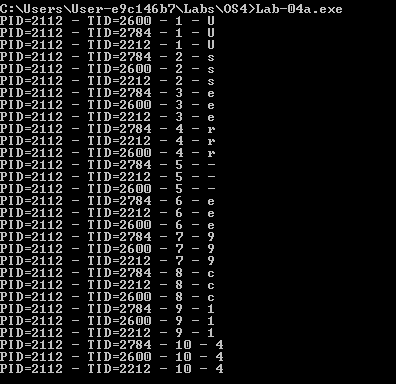 C:\Users\User-e9c146b7\Labs\OS4>Lab-04a.exe
PID=2112 - TID=2600 - 1 - U
PID=2112 - TID=2784 - 1 - U
PID=2112 - TID=2212 - 1 - U
PID=2112 - TID=2784 - 2 - s
PID=2112 - TID=2600 - 2 - s
PID=2112 - TID=2212 - 2 - s
PID=2112 - TID=2784 - 3 - e
PID=2112 - TID=2600 - 3 - e
PID=2112 - TID=2212 - 3 - e
PID=2112 - TID=2784 - 4 - r
PID=2112 - TID=2212 - 4 - r
PID=2112 - TID=2600 - 4 - r
PID=2112 - TID=2784 - 5 - -
PID=2112 - TID=2212 - 5 - -
PID=2112 - TID=2600 - 5 - -
PID=2112 - TID=2784 - 6 - e
PID=2112 - TID=2212 - 6 - e
PID=2112 - TID=2600 - 6 - e
PID=2112 - TID=2784 - 7 - 9
PID=2112 - TID=2600 - 7 - 9
PID=2112 - TID=2212 - 7 - 9
PID=2112 - TID=2784 - 8 - c
PID=2112 - TID=2212 - 8 - c
PID=2112 - TID=2600 - 8 - c
PID=2112 - TID=2784 - 9 - 1
PID=2112 - TID=2600 - 9 - 1
PID=2112 - TID=2212 - 9 - 1
PID=2112 - TID=2784 - 10 - 4
PID=2112 - TID=2600 - 10 - 4
PID=2112 - TID=2212 - 10 - 4